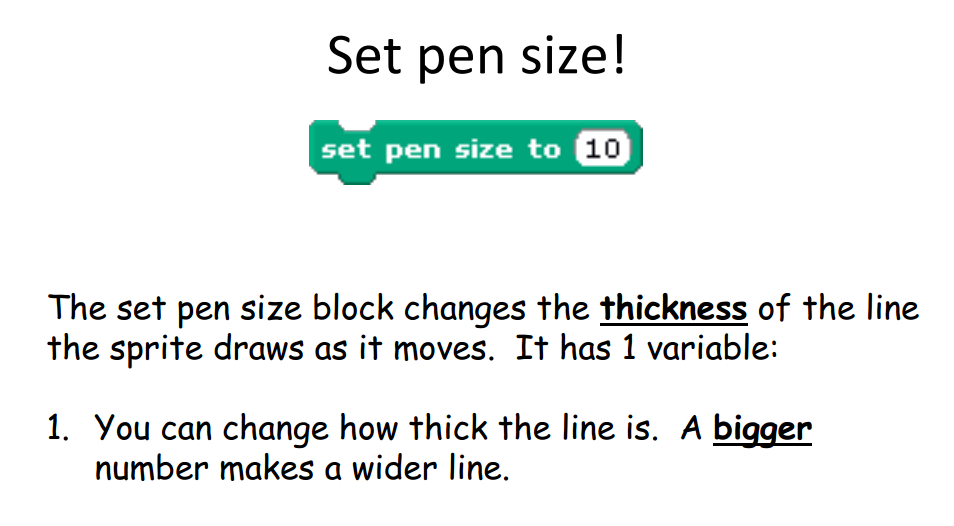 Set pen size!
set pen size to 10
The set pen size block changes the thickness of the line
the sprite draws as it moves. It has 1 variable:
1. You can change how thick the line is. A bigger
number makes a wider line.